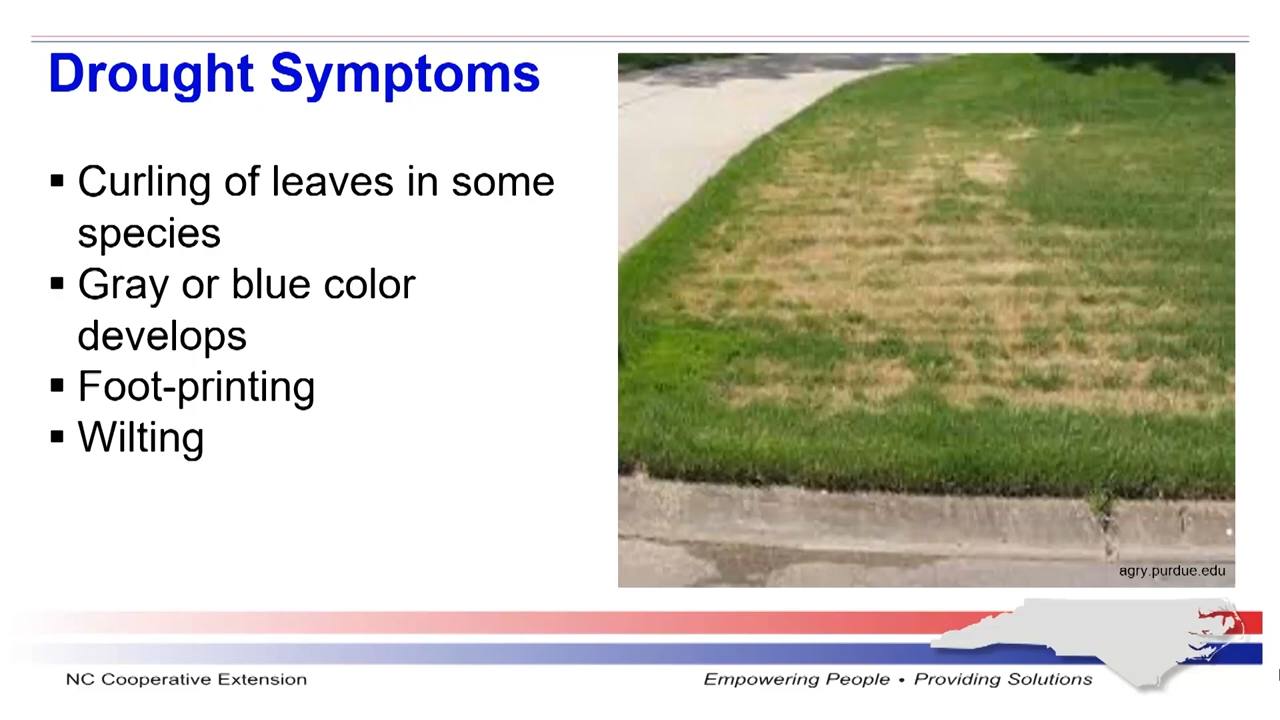 Drought Symptoms
▪ Curling of leaves in some
species
▪ Gray or blue color
develops
▪ Foot-printing
▪ Wilting
agry.purdue.edu
NC Cooperative Extension
Empowering People • Providing Solutions